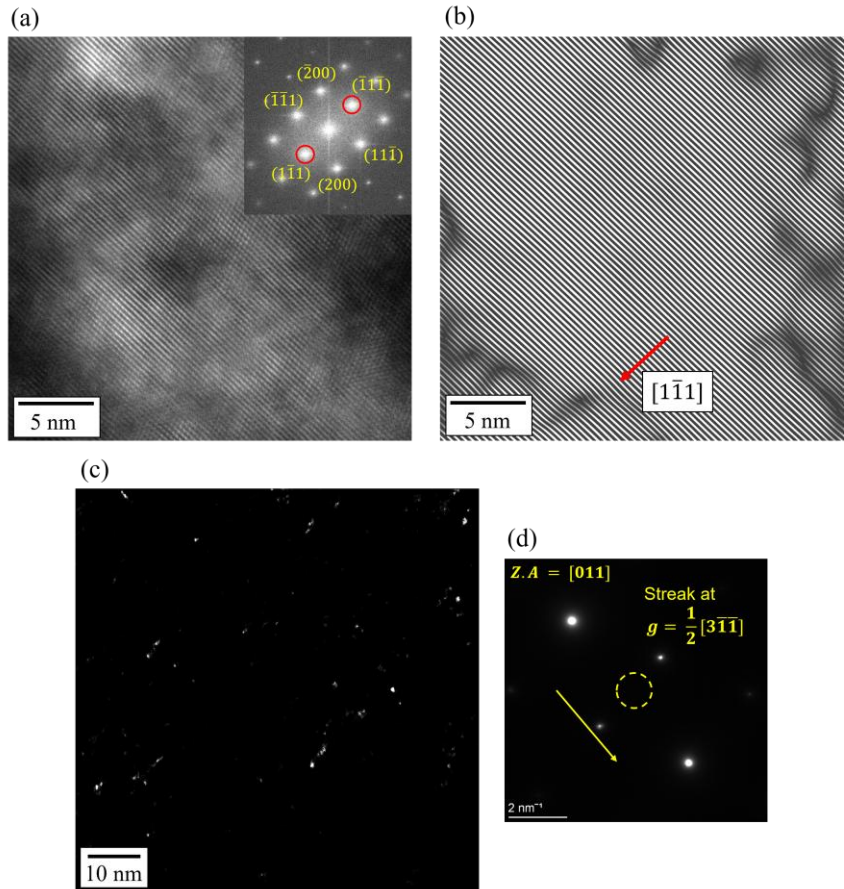 (a)
(2̅00)
(1̅11̅)
(1̅1̅1)
(111̅)
(11̅1)
(200)
5 nm
(b)
[11̅1]
5 nm
(c)
10 nm
(d)
Z.A = [011]
Streak at
g = 1/2 [31̅1̅]
2 nm⁻¹